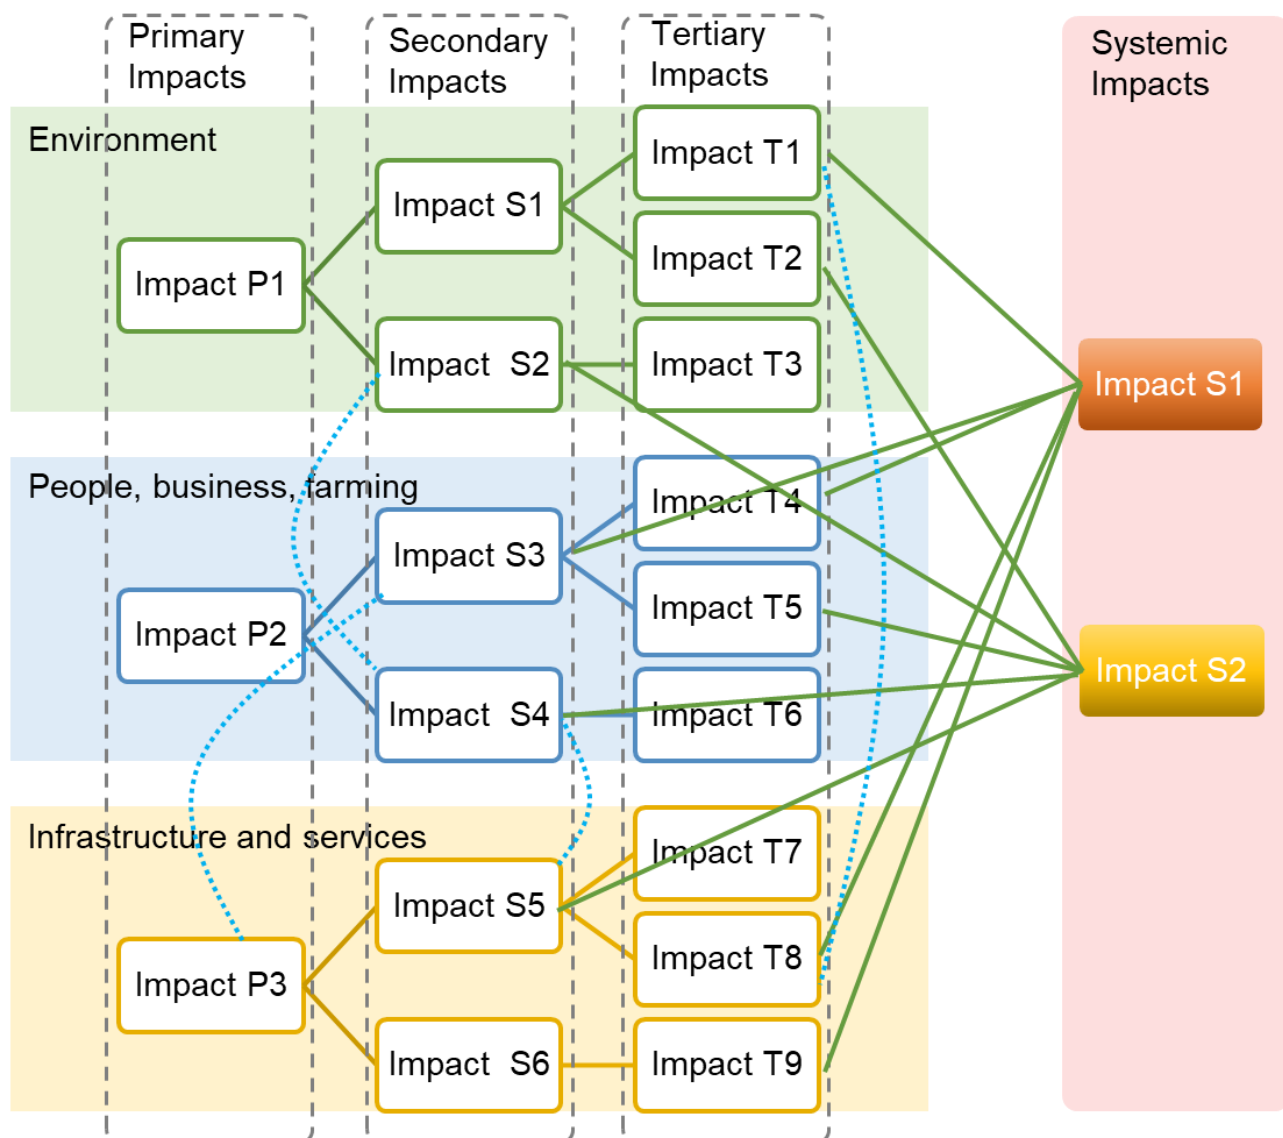 Primary
Impacts
Secondary
Impacts
Tertiary
Impacts
Systemic
Impacts
Environment
Impact P1
Impact S1
Impact  S2
Impact T1
Impact T2
Impact T3
People, business, farming
Impact P2
Impact S3
Impact  S4
Impact T4
Impact T5
Impact T6
Infrastructure and services
Impact P3
Impact S5
Impact  S6
Impact T7
Impact T8
Impact T9
Impact S1
Impact S2